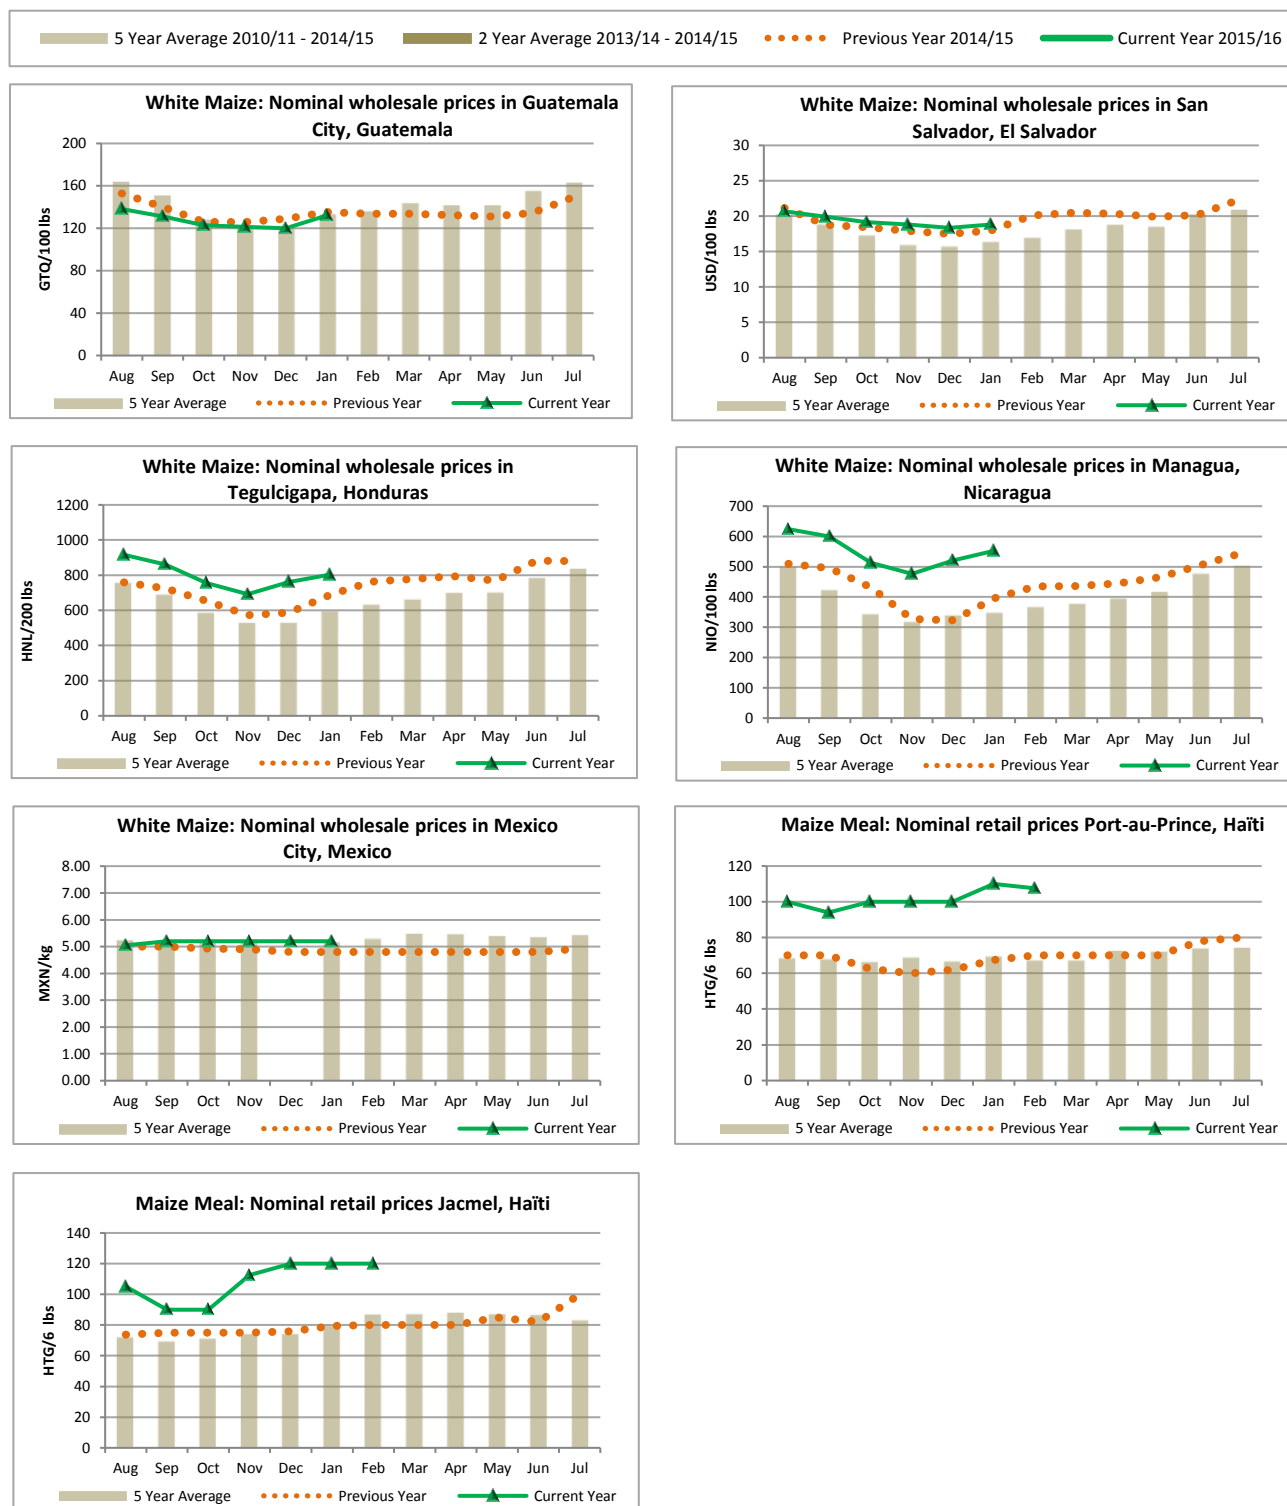 5 Year Average 2010/11 - 2014/15 2 Year Average 2013/14 - 2014/15 Previous Year 2014/15 Current Year 2015/16
White Maize: Nominal wholesale prices in Guatemala
City, Guatemala
200
160
120
80
40
0
GTQ/100 lbs
Aug Sep Oct Nov Dec Jan Feb Mar Apr May Jun Jul
5 Year Average Previous Year Current Year
White Maize: Nominal wholesale prices in San
Salvador, El Salvador
30
25
20
15
10
5
0
USD/100 lbs
Aug Sep Oct Nov Dec Jan Feb Mar Apr May Jun Jul
5 Year Average Previous Year Current Year
White Maize: Nominal wholesale prices in
Tegulcigapa, Honduras
1200
1000
800
600
400
200
0
HNL/200 lbs
Aug Sep Oct Nov Dec Jan Feb Mar Apr May Jun Jul
5 Year Average Previous Year Current Year
White Maize: Nominal wholesale prices in Managua,
Nicaragua
700
600
500
400
300
200
100
0
NIO/100 lbs
Aug Sep Oct Nov Dec Jan Feb Mar Apr May Jun Jul
5 Year Average Previous Year Current Year
White Maize: Nominal wholesale prices in Mexico
City, Mexico
8.00
7.00
6.00
5.00
4.00
3.00
2.00
1.00
0.00
MXN/kg
Aug Sep Oct Nov Dec Jan Feb Mar Apr May Jun Jul
5 Year Average Previous Year Current Year
Maize Meal: Nominal retail prices Port-au-Prince, Haïti
120
100
80
60
40
20
0
HTG/6 lbs
Aug Sep Oct Nov Dec Jan Feb Mar Apr May Jun Jul
5 Year Average Previous Year Current Year
Maize Meal: Nominal retail prices Jacmel, Haïti
140
120
100
80
60
40
20
0
HTG/6 lbs
Aug Sep Oct Nov Dec Jan Feb Mar Apr May Jun Jul
5 Year Average Previous Year Current Year